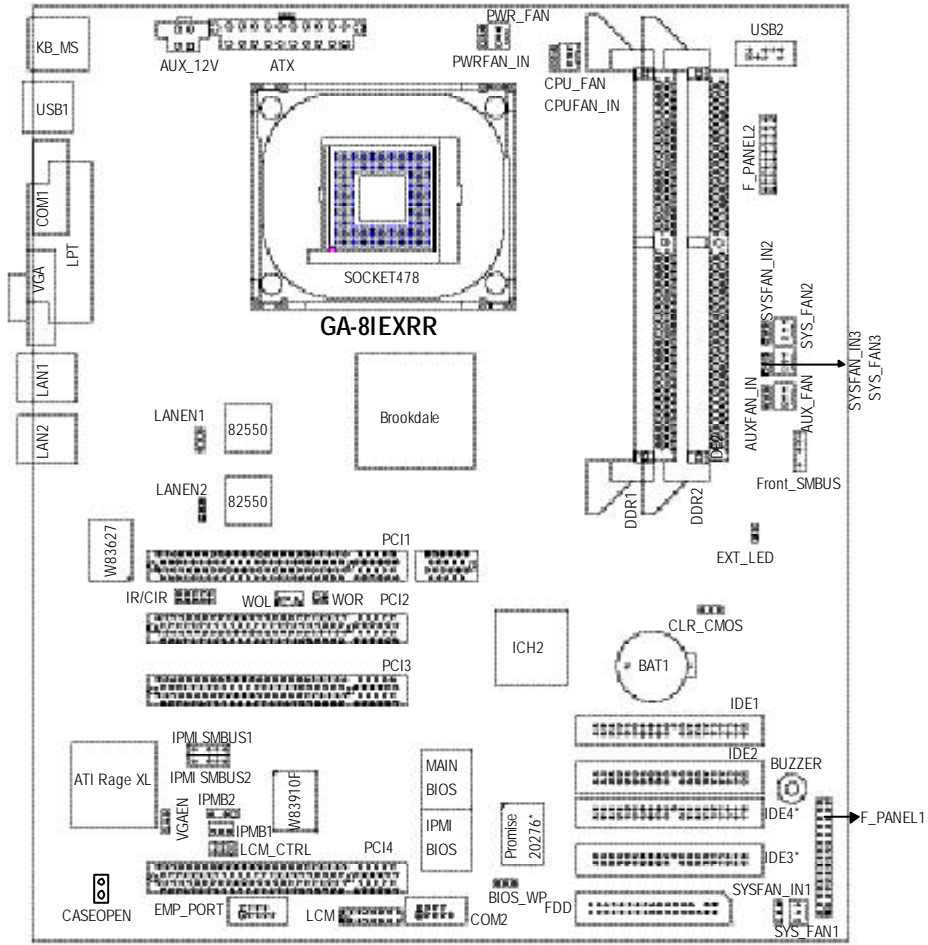 PWR_FAN
KB_MS
USB2
AUX_12V
ATX
PWRFAN_IN
CPU_FAN
CPUFAN_IN
USB1
F_PANEL2
COM1
LPT
VGA
SOCKET478
GA-8IEXRR
SYSFAN_IN2
SYS_FAN2
SYSFAN_IN3
SYS_FAN3
AUXFAN_IN
AUX_FAN
LAN1
LAN2
LANEN1
82550
Brookdale
IDE2
LANEN2
82550
DDR1
DDR2
Front_SMBUS
W83627
PCI1
EXT_LED
IR/CIR
WOL
WOR
PCI2
CLR_CMOS
ICH2
BAT1
PCI3
IDE1
IPMI SMBUS1
IDE2
ATI Rage XL
IPMI SMBUS2
MAIN
BIOS
BUZZER
IPMB2
W83910F
VGAEN
IPMB1
IPMI
BIOS
Promise
20276*
IDE4*
F_PANEL1
LCM_CTRL
PCI4
IDE3*
CASEOPEN
EMP_PORT
LCM
COM2
BIOS_WP
FDD
SYSFAN_IN1
SYS_FAN1